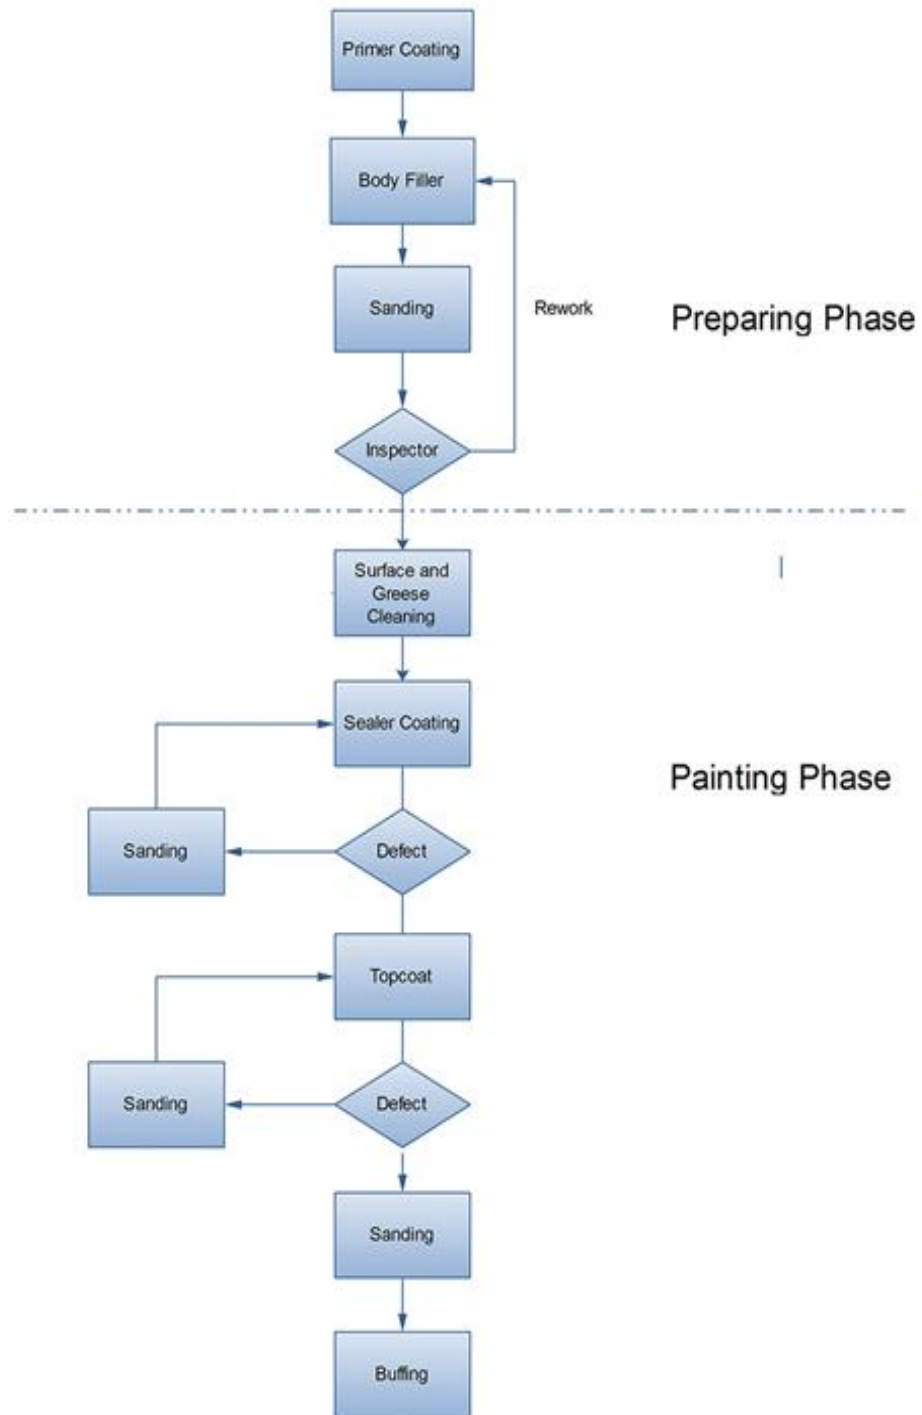 Primer Coating
Body Filler
Sanding
Rework
Preparing Phase
Inspector
Surface and
Greese
Cleaning
Sealer Coating
Painting Phase
Sanding
Defect
Topcoat
Sanding
Defect
Sanding
Buffing